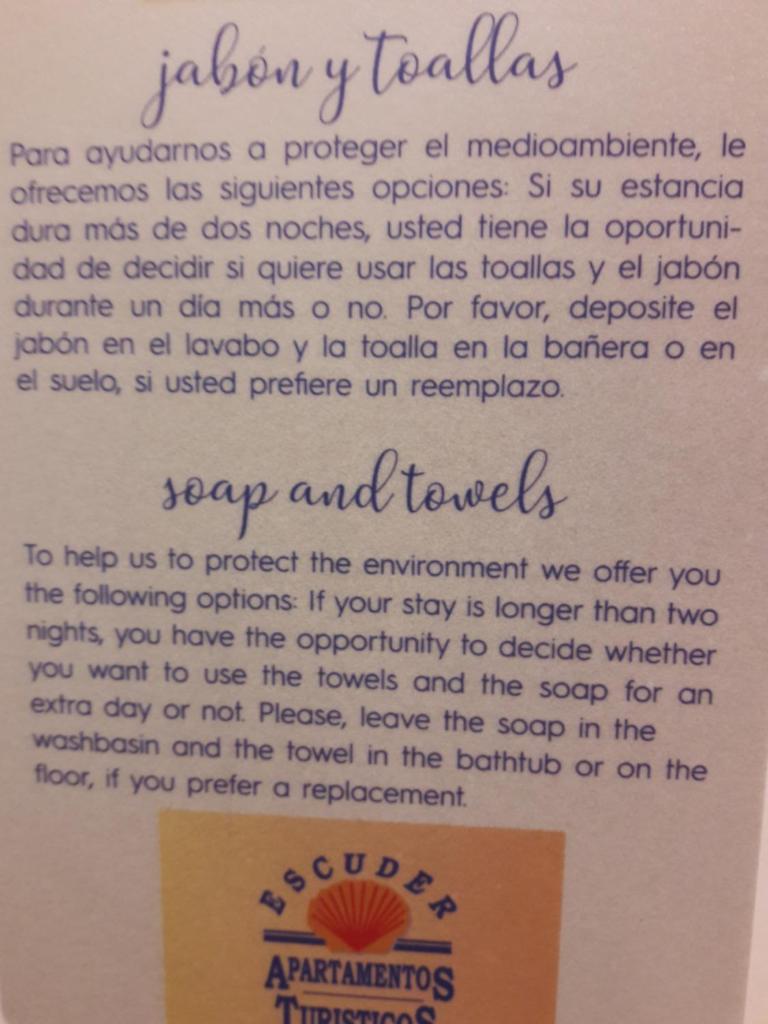 jabón y toallas
Para ayudarnos a proteger el medioambiente, le
ofrecemos las siguientes opciones: Si su estancia
dura más de dos noches, usted tiene la oportuni-
dad de decidir si quiere usar las toallas y el jabón
durante un día más o no. Por favor, deposite el
jabón en el lavabo y la toalla en la bañera o en
el suelo, si usted prefiere un reemplazo.
soap and towels
To help us to protect the environment we offer you
the following options: If your stay is longer than two
nights, you have the opportunity to decide whether
you want to use the towels and the soap for an
extra day or not. Please, leave the soap in the
washbasin and the towel in the bathtub or on the
floor, if you prefer a replacement.
ESCUDER
APARTAMENTOS
TURISTICOS